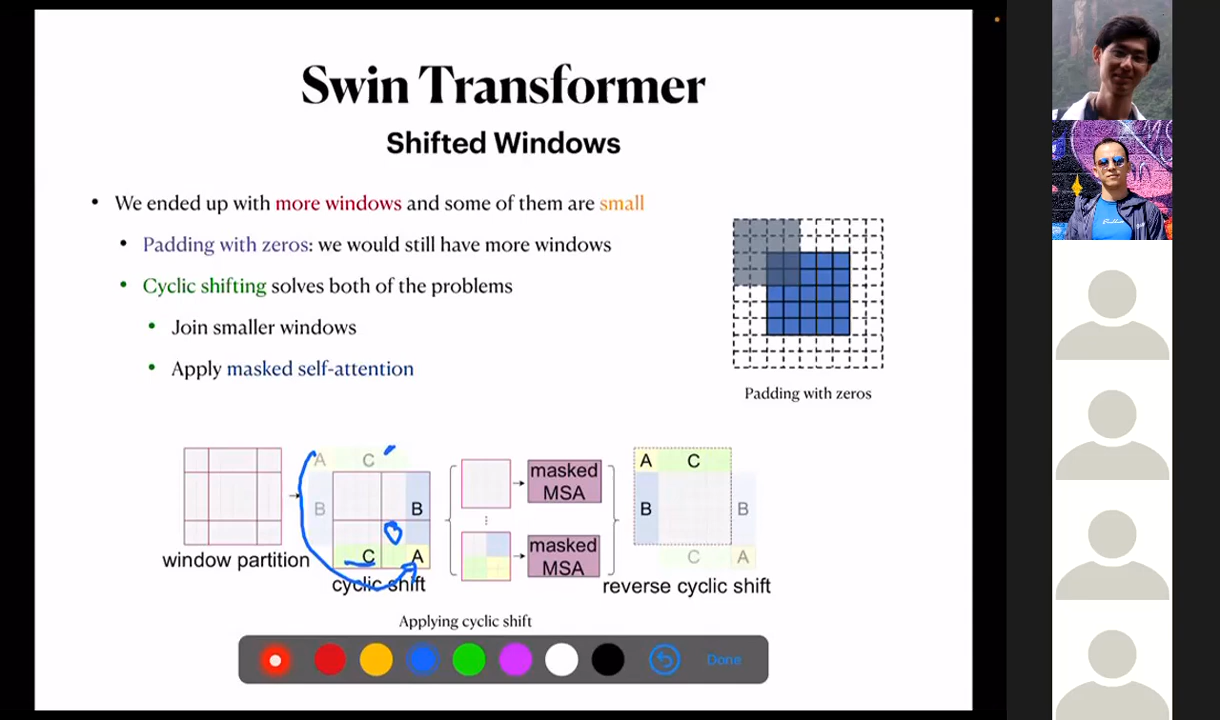 Swin Transformer
Shifted Windows
• We ended up with more windows and some of them are small
• Padding with zeros: we would still have more windows
• Cyclic shifting solves both of the problems
• Join smaller windows
• Apply masked self-attention
Padding with zeros
A C
B B
C A
window partition
cyclic shift
masked
MSA
masked
MSA
A C
B B
C A
reverse cyclic shift
Applying cyclic shift
Done